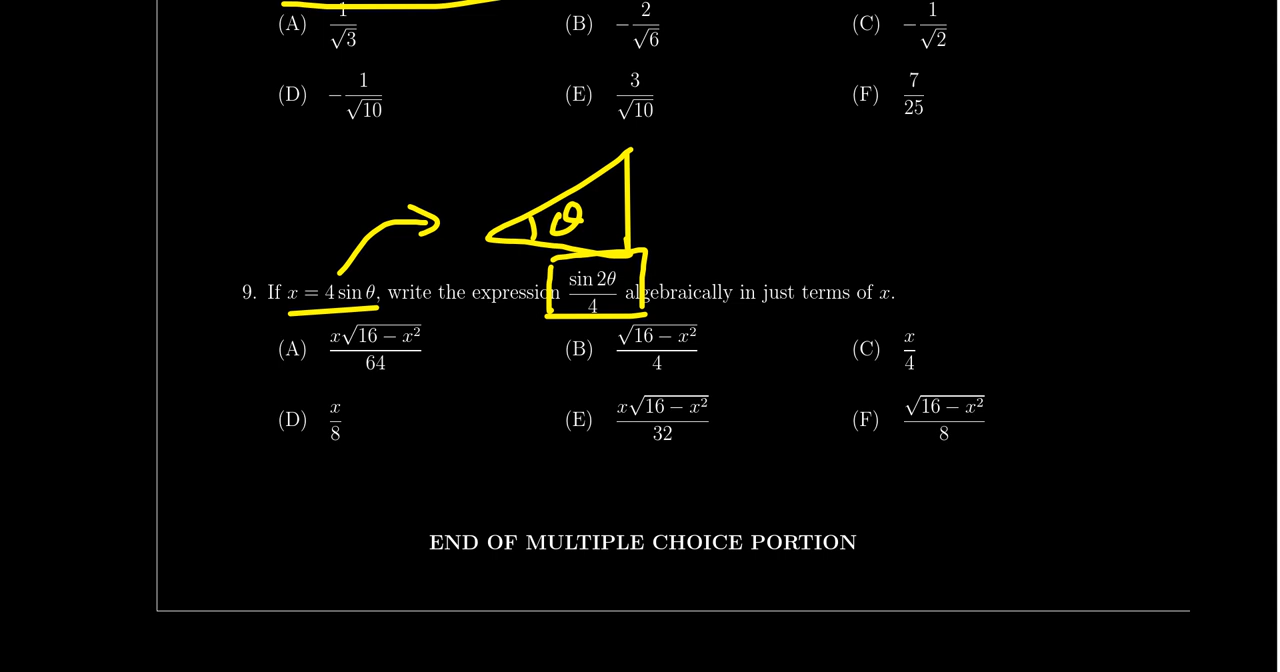 (A) 1/√3 (B) −2/√6 (C) −1/√2
(D) −1/√10 (E) 3/√10 (F) 7/25
θ
9. If x = 4 sin θ, write the expression sin 2θ/4 algebraically in just terms of x.
(A) x√(16 − x²)/64 (B) √(16 − x²)/4 (C) x/4
(D) x/8 (E) x√(16 − x²)/32 (F) √(16 − x²)/8
END OF MULTIPLE CHOICE PORTION